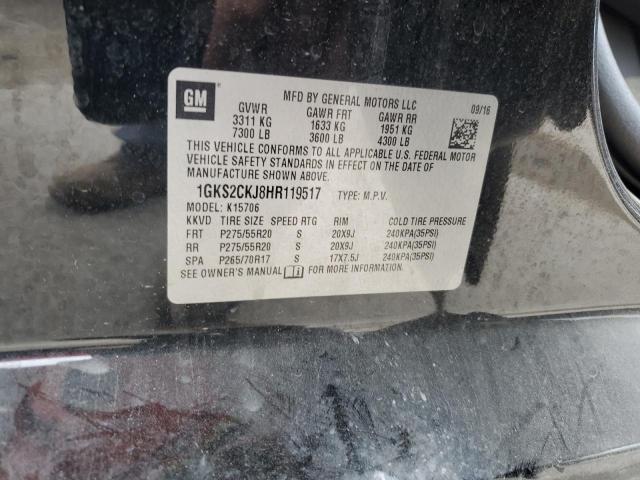 GM
MFD BY GENERAL MOTORS LLC
09/16
GVWR GAWR FRT GAWR RR
3311 KG 1633 KG 1951 KG
7300 LB 3600 LB 4300 LB
THIS VEHICLE CONFORMS TO ALL APPLICABLE U.S. FEDERAL MOTOR
VEHICLE SAFETY STANDARDS IN EFFECT ON THE DATE OF
MANUFACTURE SHOWN ABOVE.
1GKS2CKJ8HR119517 TYPE: M.P.V.
MODEL: K15706
KKVD TIRE SIZE SPEED RTG RIM COLD TIRE PRESSURE
FRT P275/55R20 S 20X9J 240KPA(35PSI)
RR P275/55R20 S 20X9J 240KPA(35PSI)
SPA P265/70R17 S 17X7.5J 240KPA(35PSI)
SEE OWNER'S MANUAL i FOR MORE INFORMATION.